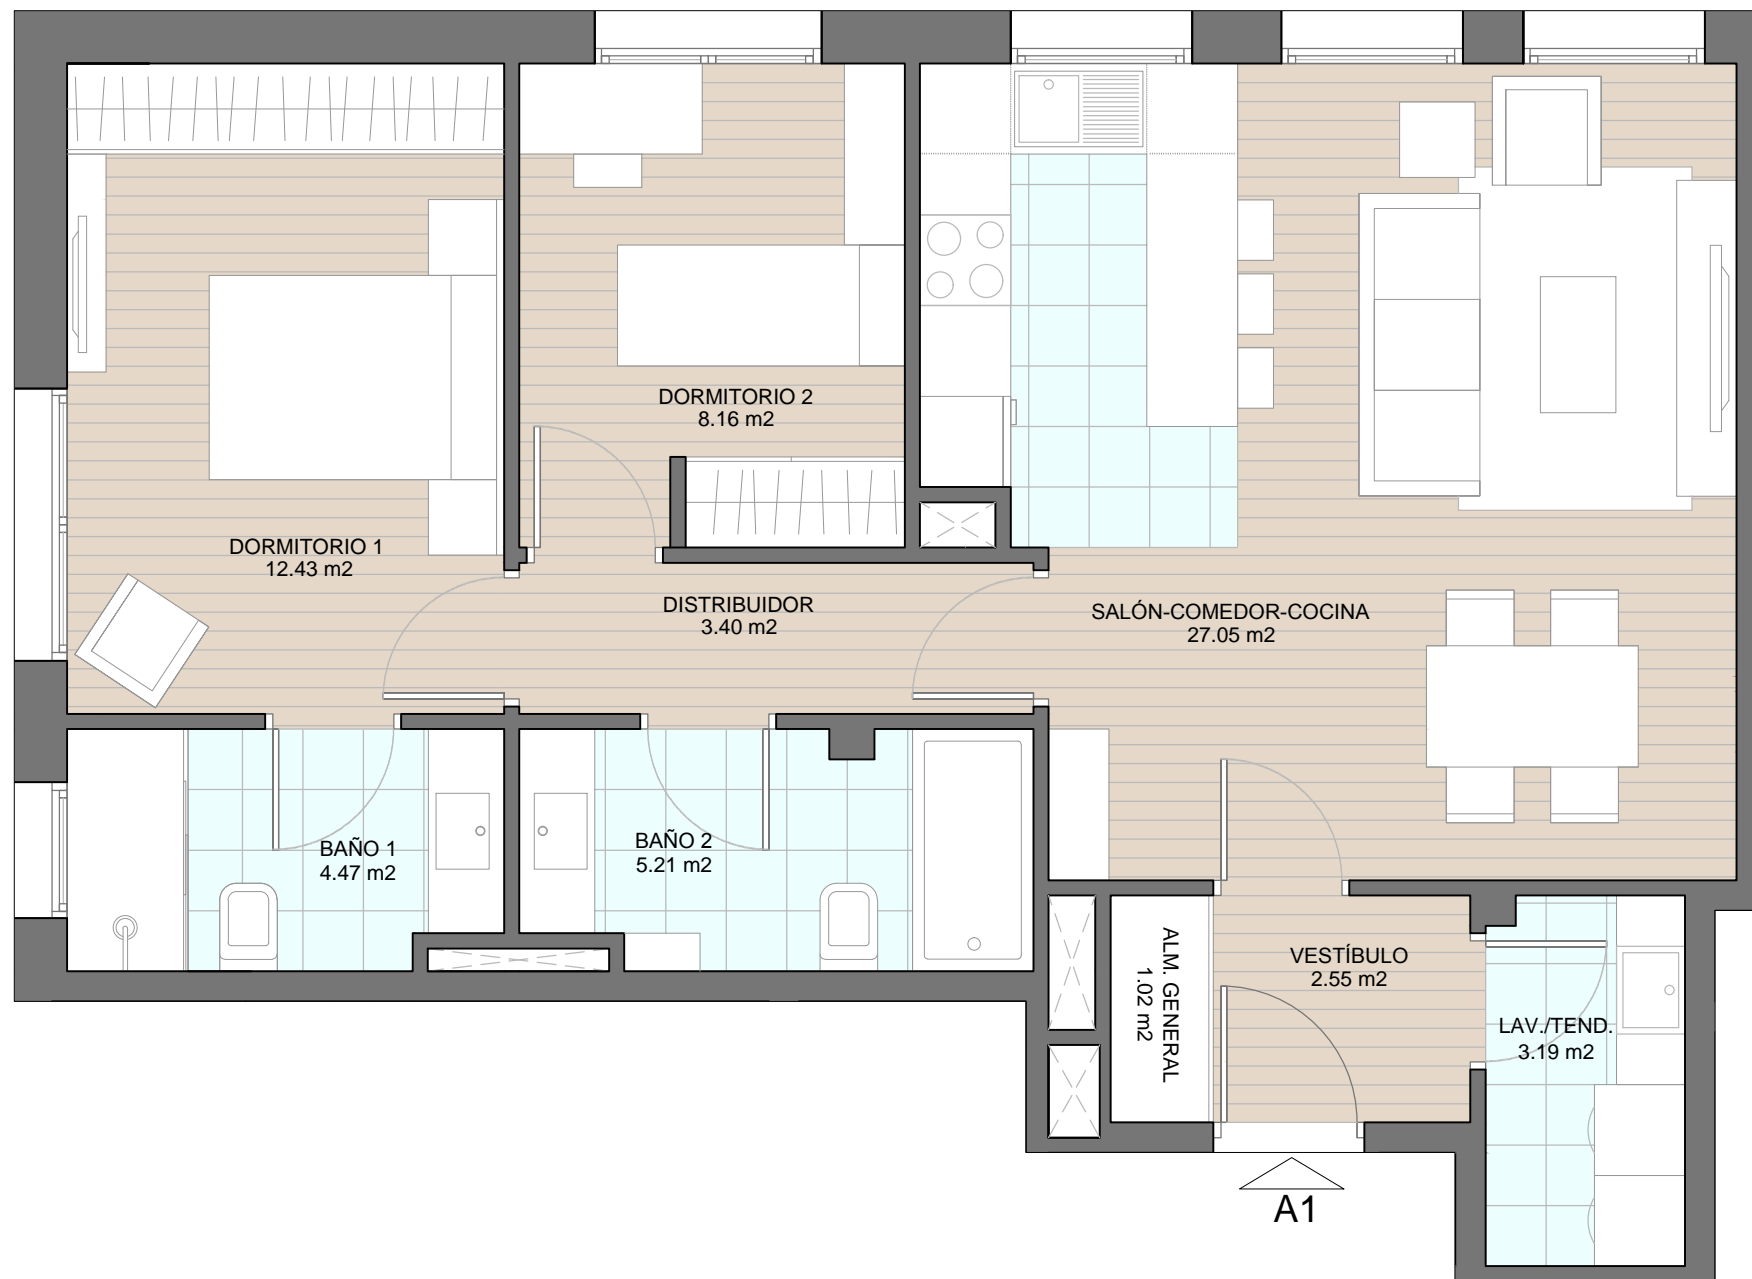 DORMITORIO 2
8.16 m2
DORMITORIO 1
12.43 m2
DISTRIBUIDOR
3.40 m2
SALÓN-COMEDOR-COCINA
27.05 m2
BAÑO 1
4.47 m2
BAÑO 2
5.21 m2
ALM. GENERAL
1.02 m2
VESTÍBULO
2.55 m2
LAV./TEND.
3.19 m2
A1